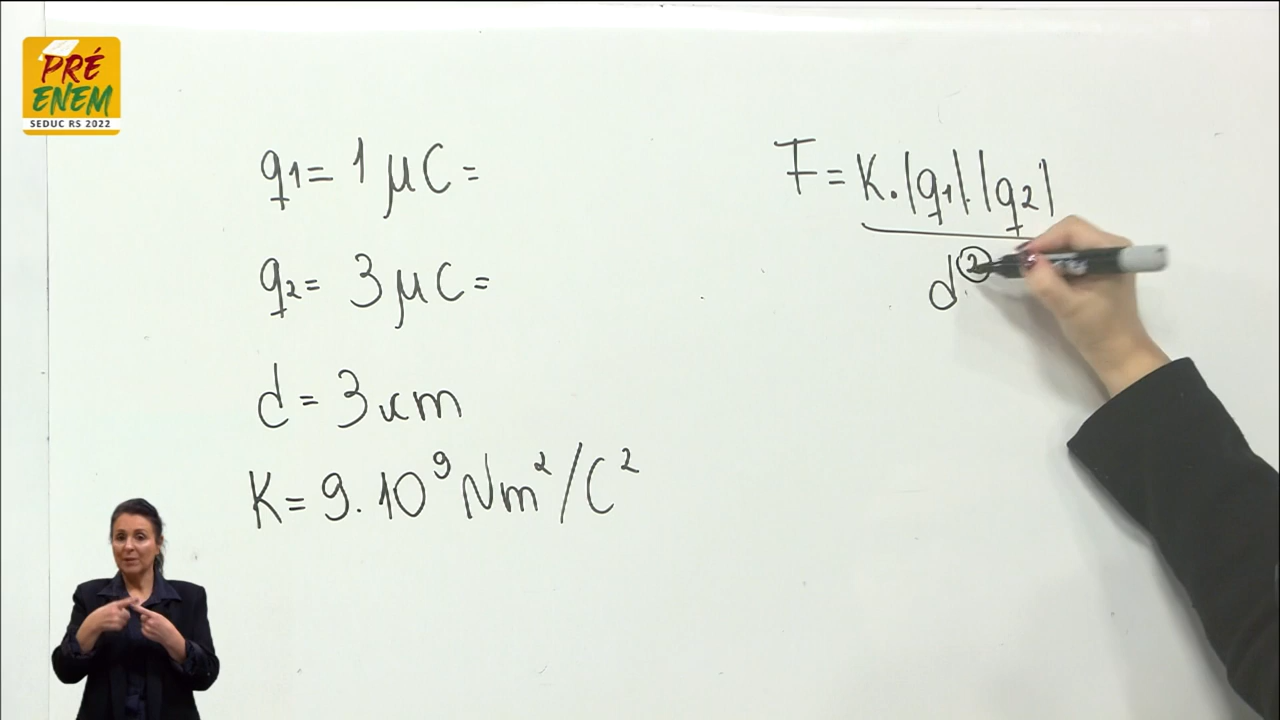 PRÉ
ENEM
SEDUC RS 2022
q1 = 1 μC =
q2 = 3 μC =
d = 3 cm
K = 9.10⁹ Nm²/C²
F = K.|q1|.|q2|
d²